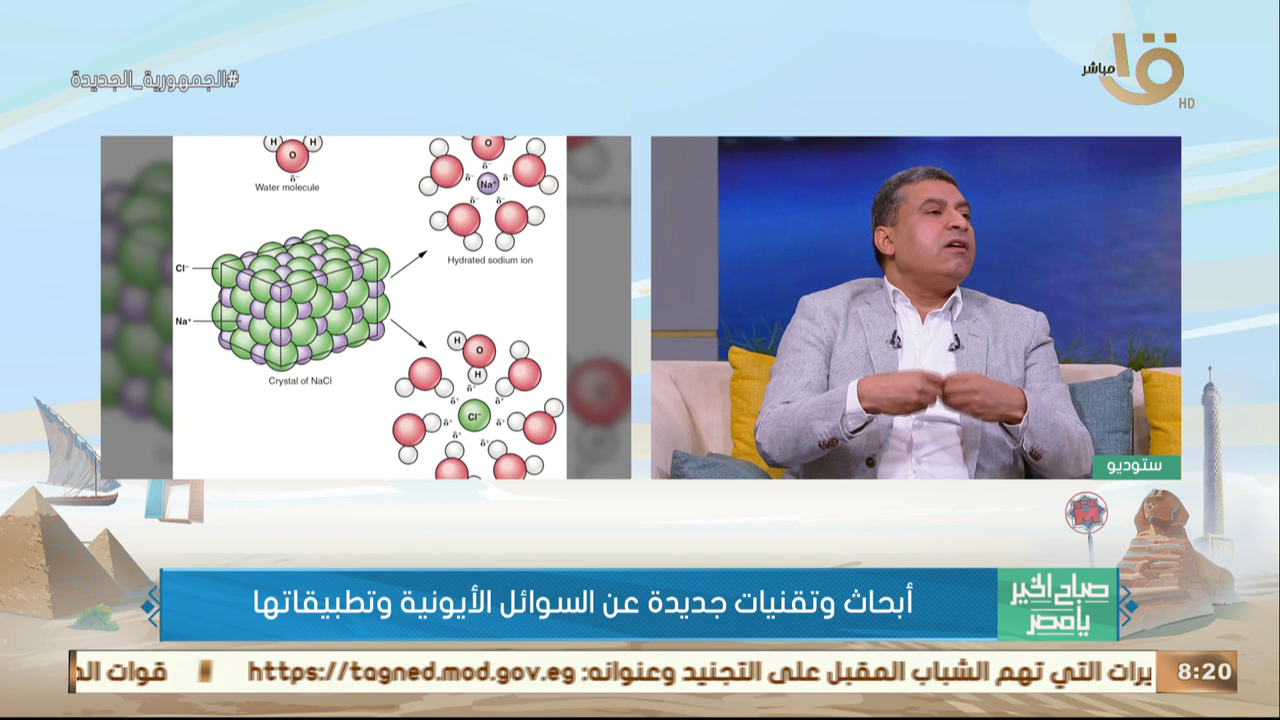 #الجمهورية_الجديدة
مباشر
HD
H H
O
δ⁻
Water molecule
O
δ⁻
δ⁻ Na⁺ δ⁻
δ⁻ δ⁻
Hydrated sodium ion
Cl⁻
Na⁺
Crystal of NaCl
H O
H
δ⁺
δ⁺ δ⁺
δ⁺ Cl⁻ δ⁺
δ⁺ δ⁺
ستوديو
M
صباح الخير
يا مصر
أبحاث وتقنيات جديدة عن السوائل الأيونية وتطبيقاتها
8:20
يرات التي تهم الشباب المقبل على التجنيد وعنوانه: https://tagned.mod.gov.eg قوات الد